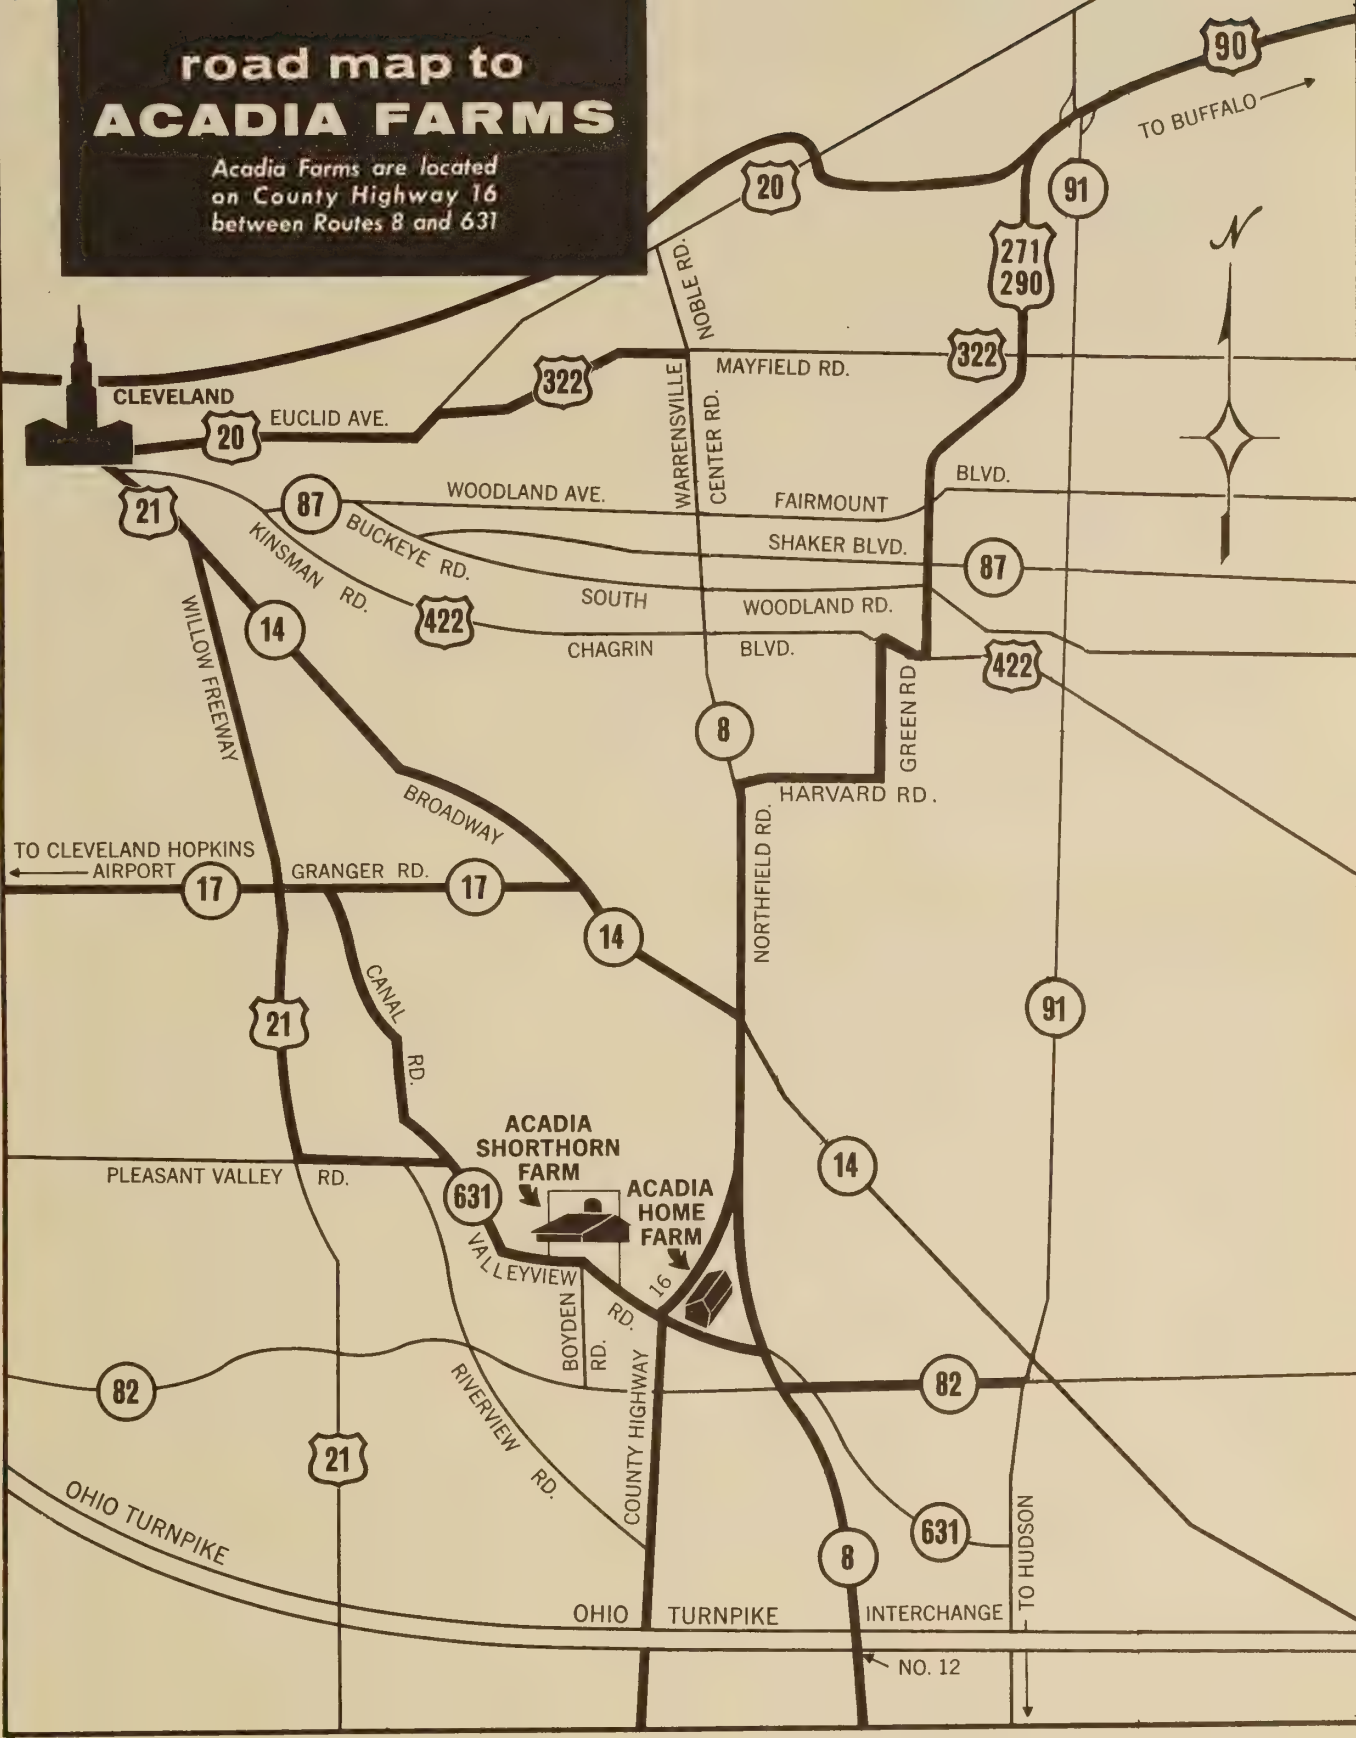 road map to
ACADIA FARMS
Acadia Farms are located
on County Highway 16
between Routes 8 and 631
90
TO BUFFALO
20
91
N
271
290
NOBLE RD.
322
MAYFIELD RD.
322
CLEVELAND
EUCLID AVE.
20
WARRENSVILLE
CENTER RD.
BLVD.
WOODLAND AVE.
FAIRMOUNT
87
21
BUCKEYE RD.
KINSMAN RD.
SHAKER BLVD.
87
SOUTH WOODLAND RD.
422
14
CHAGRIN BLVD.
422
WILLOW FREEWAY
GREEN RD
8
HARVARD RD.
BROADWAY
NORTHFIELD RD.
TO CLEVELAND HOPKINS
AIRPORT
17
GRANGER RD.
17
14
CANAL RD.
21
91
ACADIA
SHORTHORN
FARM
14
PLEASANT VALLEY RD.
631
ACADIA
HOME
FARM
VALLEYVIEW RD.
16
BOYDEN
RD.
COUNTY HIGHWAY
82
82
RIVERVIEW RD.
21
OHIO TURNPIKE
631
8
TO HUDSON
OHIO TURNPIKE
INTERCHANGE
NO. 12